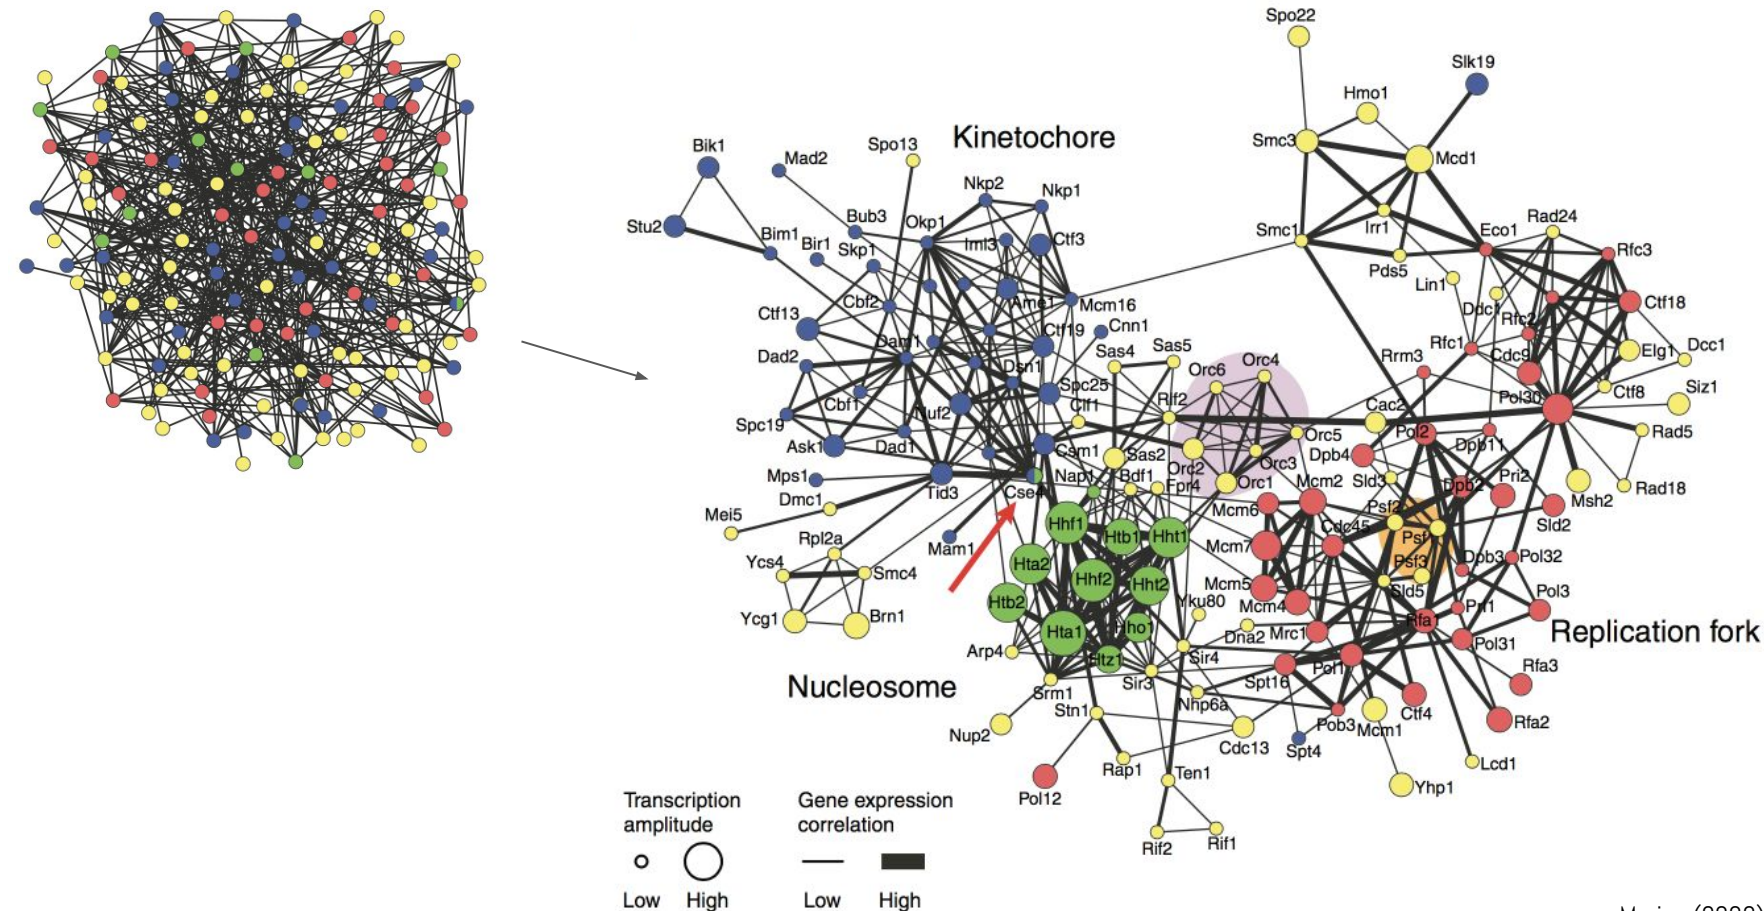 Spo22
Slk19
Hmo1
Smc3
Mcd1
Kinetochore
Spo13
Bik1
Mad2
Nkp2
Nkp1
Stu2
Bub3
Okp1
Bim1
Bir1
Skp1
Iml3
Ctf3
Smc1
Irr1
Eco1
Rad24
Rfc3
Pds5
Lin1
Cbf2
Ame1
Mcm16
Ddc1
Rfc2
Ctf18
Ctf13
Ctf19
Cnn1
Dam1
Sas4
Sas5
Rfc1
Cdc9
Elg1
Dcc1
Dad2
Dsn1
Orc6
Orc4
Rrm3
Ctf8
Siz1
Cbf1
Nuf2
Spc25
Clf1
Rif2
Cac2
Pol30
Spc19
Ask1
Dad1
Csm1
Sas2
Orc2
Orc3
Orc5
Dpb4
Pol2
Dpb11
Rad5
Mps1
Tid3
Cse4
Nap1
Bdf1
Fpr4
Orc1
Mcm2
Sld3
Dpb2
Pri2
Msh2
Rad18
Dmc1
Mei5
Mam1
Hhf1
Htb1
Hht1
Mcm6
Cdc45
Psf2
Psf
Sld2
Rpl2a
Mcm7
Psf3
Dpb3
Pol32
Ycs4
Smc4
Hta2
Hhf2
Hht2
Mcm5
Mcm4
Sld5
Pol3
Ycg1
Brn1
Htb2
Hta1
Hho1
Yku80
Dna2
Mrc1
Rfa1
Pri1
Pol31
Replication fork
Arp4
Htz1
Sir4
Sir3
Spt16
Pol1
Rfa3
Nucleosome
Srm1
Stn1
Nhp6a
Pob3
Mcm1
Ctf4
Rfa2
Nup2
Cdc13
Spt4
Lcd1
Pol12
Rap1
Ten1
Yhp1
Rif2
Rif1
Transcription
amplitude
Gene expression
correlation
Low High
Low High